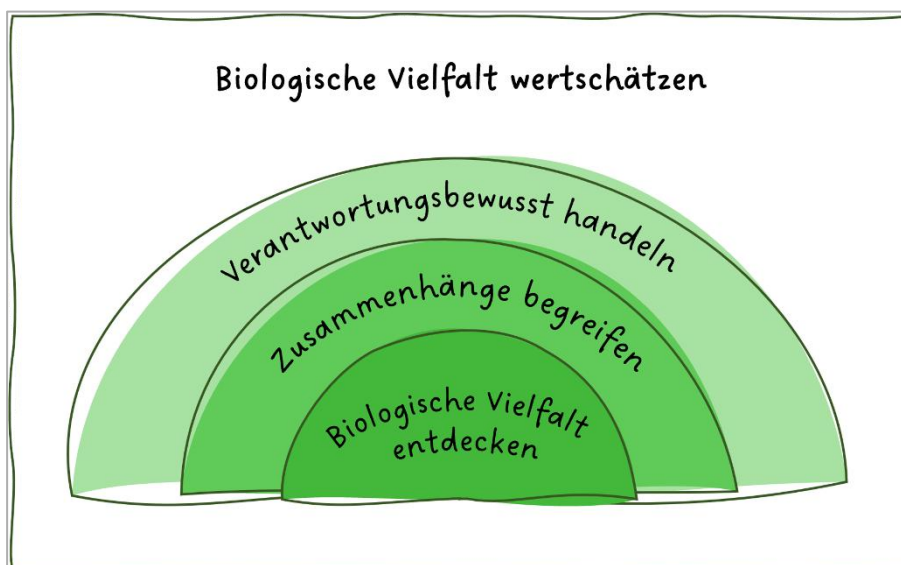 Biologische Vielfalt wertschätzen
Verantwortungsbewusst handeln
Zusammenhänge begreifen
Biologische Vielfalt
entdecken